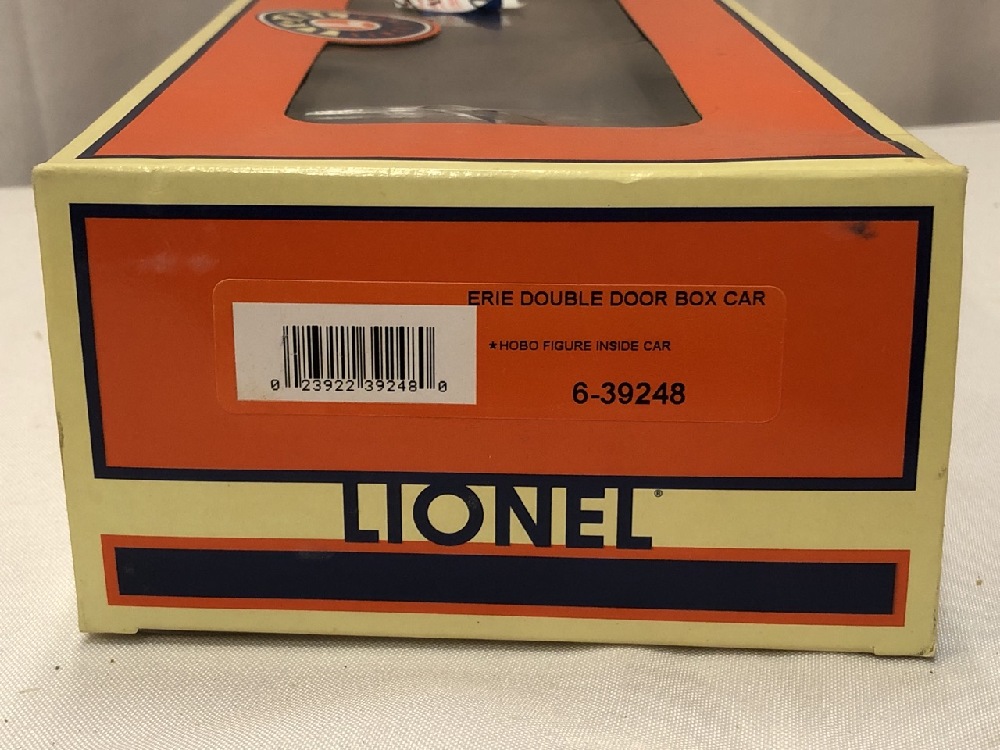 ERIE DOUBLE DOOR BOX CAR
★HOBO FIGURE INSIDE CAR
6-39248
0 23922 39248 0
LIONEL®